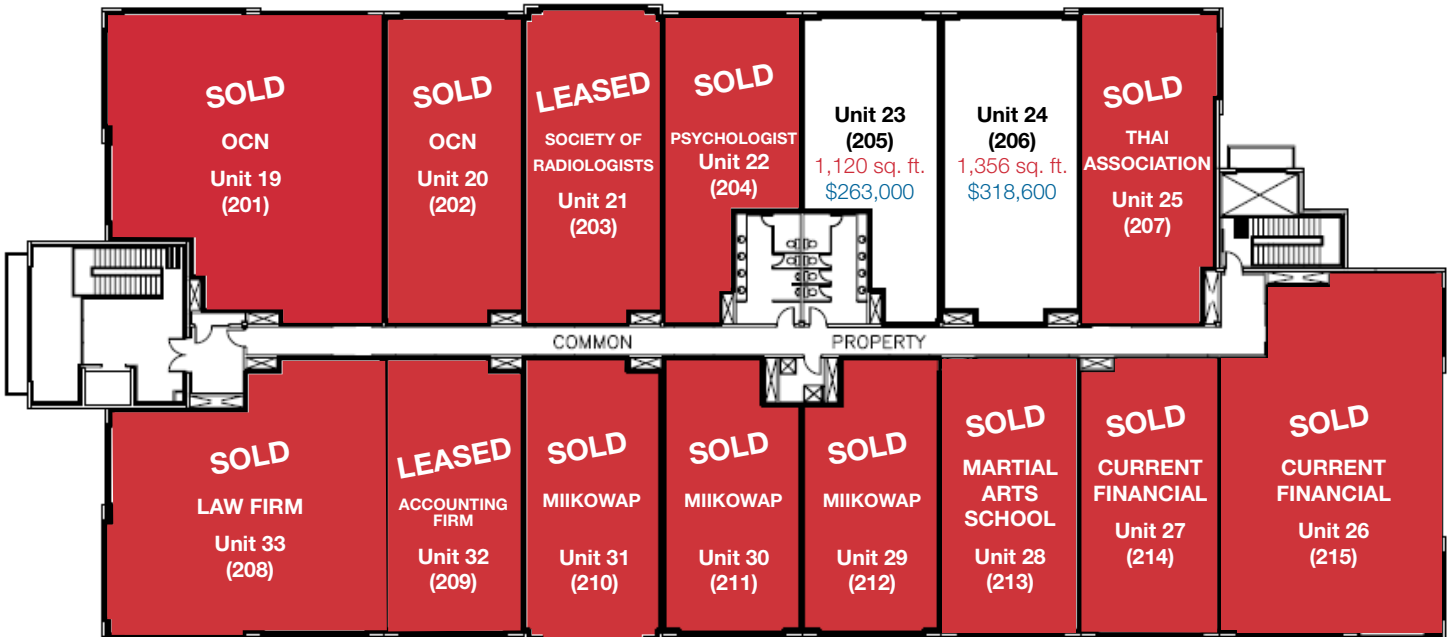 SOLD
OCN
Unit 19
(201)
SOLD
OCN
Unit 20
(202)
LEASED
SOCIETY OF
RADIOLOGISTS
Unit 21
(203)
SOLD
PSYCHOLOGIST
Unit 22
(204)
Unit 23
(205)
1,120 sq. ft.
$263,000
Unit 24
(206)
1,356 sq. ft.
$318,600
SOLD
THAI
ASSOCIATION
Unit 25
(207)
COMMON PROPERTY
SOLD
LAW FIRM
Unit 33
(208)
LEASED
ACCOUNTING
FIRM
Unit 32
(209)
SOLD
MIIKOWAP
Unit 31
(210)
SOLD
MIIKOWAP
Unit 30
(211)
SOLD
MIIKOWAP
Unit 29
(212)
SOLD
MARTIAL
ARTS
SCHOOL
Unit 28
(213)
SOLD
CURRENT
FINANCIAL
Unit 27
(214)
SOLD
CURRENT
FINANCIAL
Unit 26
(215)